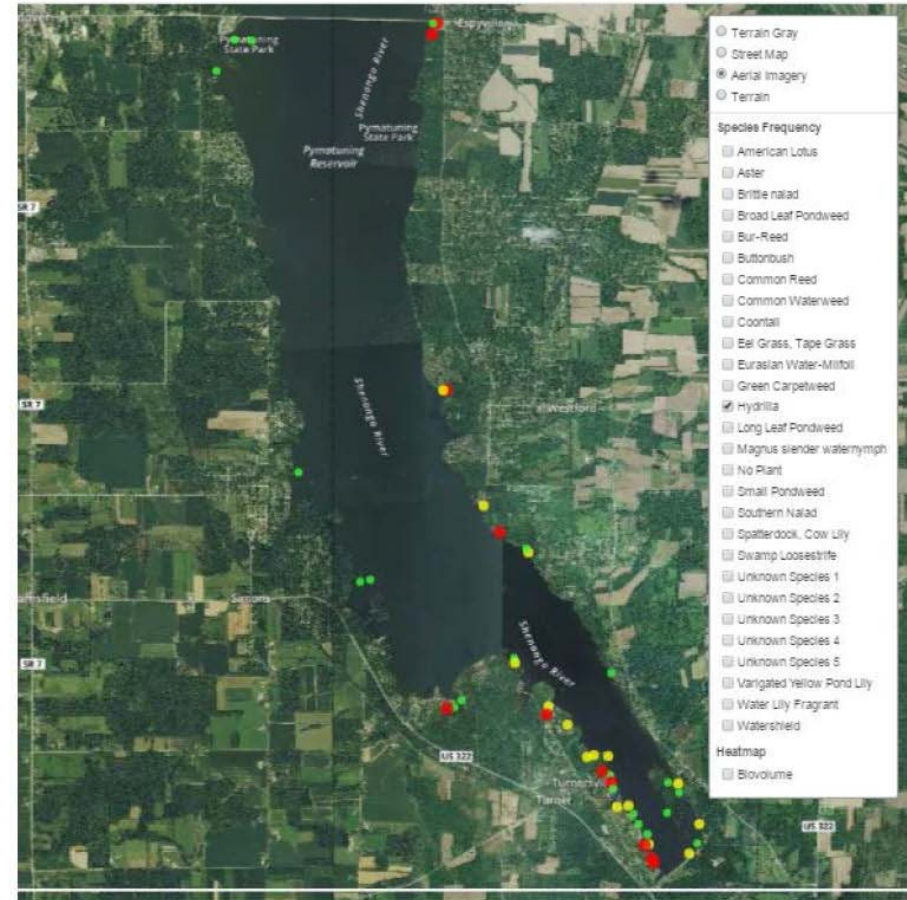 Pymatuning
State Park
Shenango River
Pymatuning
State Park
Pymatuning
Reservoir
SR 7
Shenango River
SR 7
Westford
Simons
SR 7
Shenango River
US 322
Turner
US 322
Terrain Gray
Street Map
Aerial Imagery
Terrain
Species Frequency
American Lotus
Aster
Brittle naiad
Broad Leaf Pondweed
Bur-Reed
Buttonbush
Common Reed
Common Waterweed
Coontail
Eel Grass, Tape Grass
Eurasian Water-Milfoil
Green Carpetweed
Hydrilla
Long Leaf Pondweed
Magnus slender waternymph
No Plant
Small Pondweed
Southern Naiad
Spatterdock, Cow Lily
Swamp Loosestrife
Unknown Species 1
Unknown Species 2
Unknown Species 3
Unknown Species 4
Unknown Species 5
Varigated Yellow Pond Lily
Water Lily Fragrant
Watershield
Heatmap
Biovolume